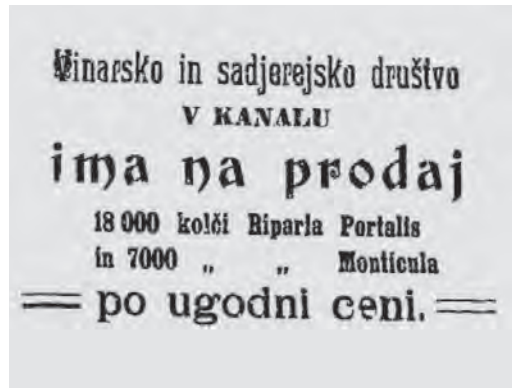 Vinarsko in sadjerejsko društvo
V KANALU
ima na prodaj
18 000 kolči Riparia Portalis
in 7000 „ „ Monticula
po ugodni ceni.